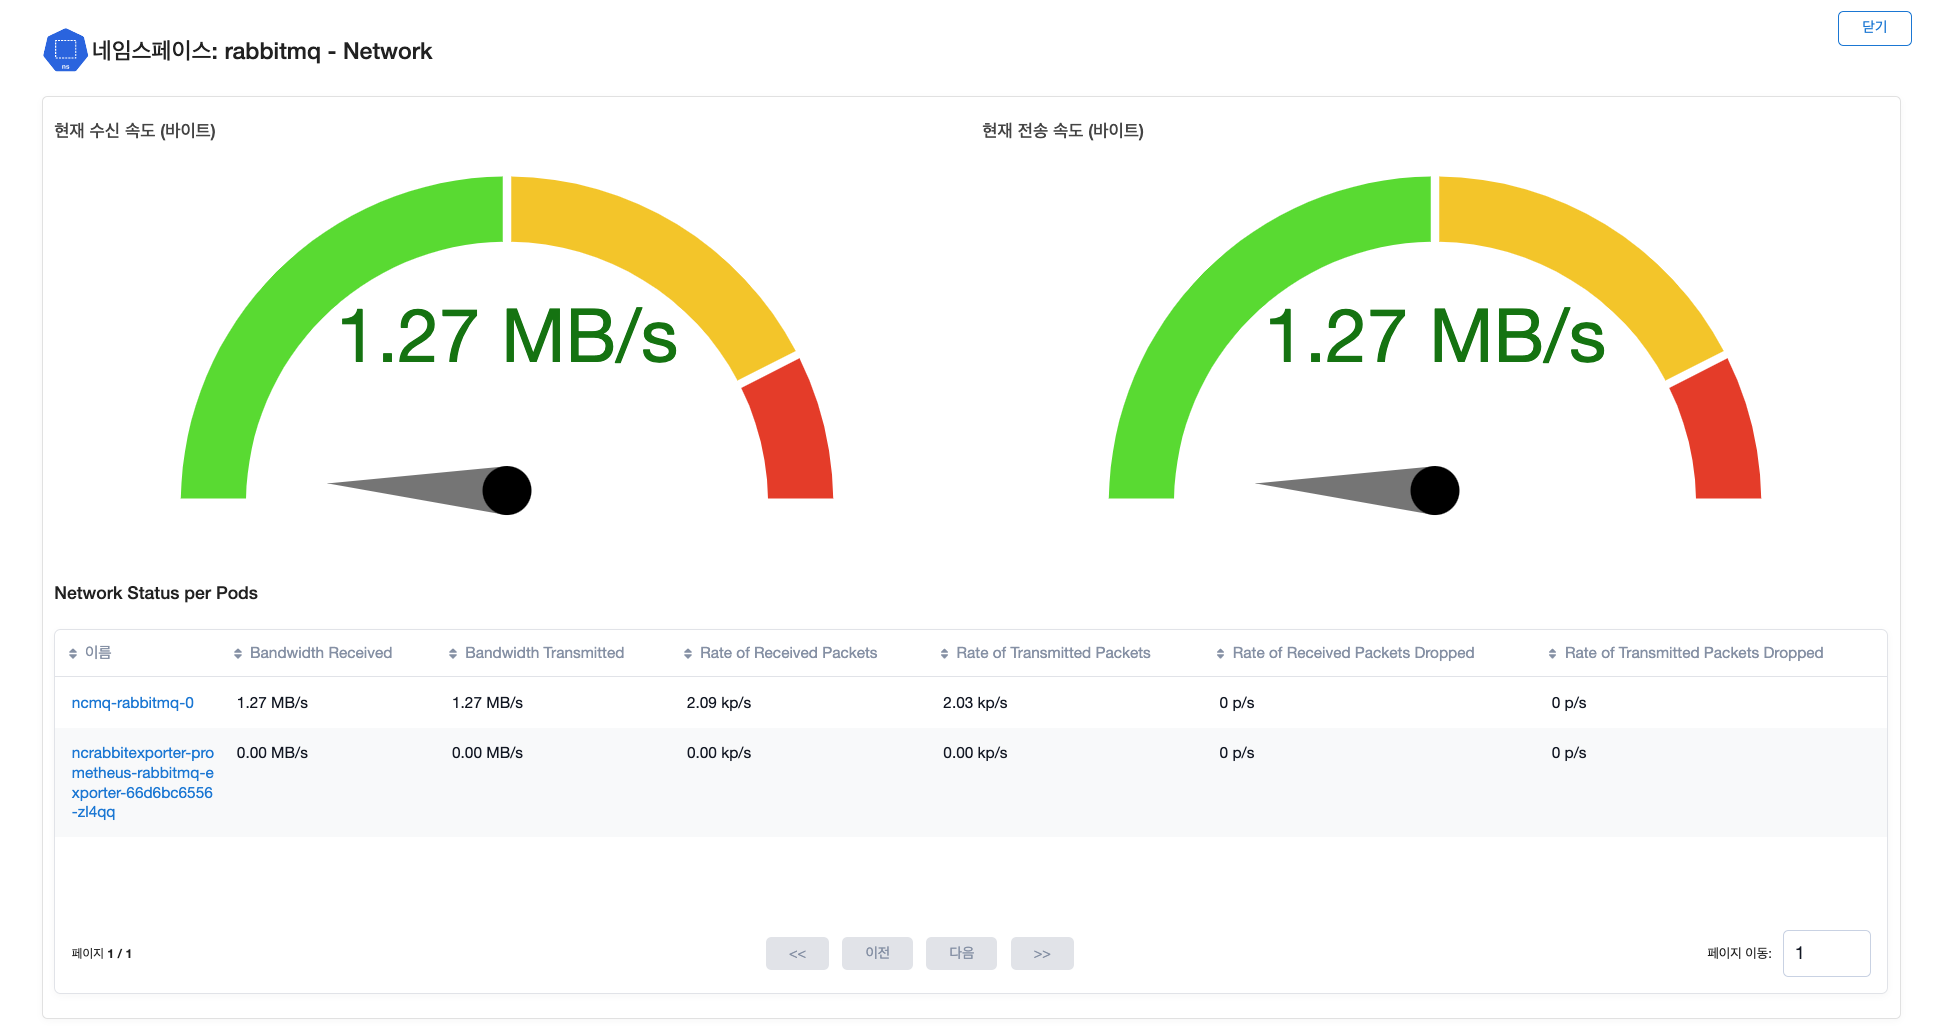 닫기
ns
네임스페이스: rabbitmq - Network
현재 수신 속도 (바이트)
현재 전송 속도 (바이트)
1.27 MB/s
1.27 MB/s
Network Status per Pods
이름 Bandwidth Received Bandwidth Transmitted Rate of Received Packets Rate of Transmitted Packets Rate of Received Packets Dropped Rate of Transmitted Packets Dropped
ncmq-rabbitmq-0 1.27 MB/s 1.27 MB/s 2.09 kp/s 2.03 kp/s 0 p/s 0 p/s
ncrabbitexporter-pro 0.00 MB/s 0.00 MB/s 0.00 kp/s 0.00 kp/s 0 p/s 0 p/s
metheus-rabbitmq-e
xporter-66d6bc6556
-zl4qq
페이지 1 / 1 << 이전 다음 >> 페이지 이동: 1